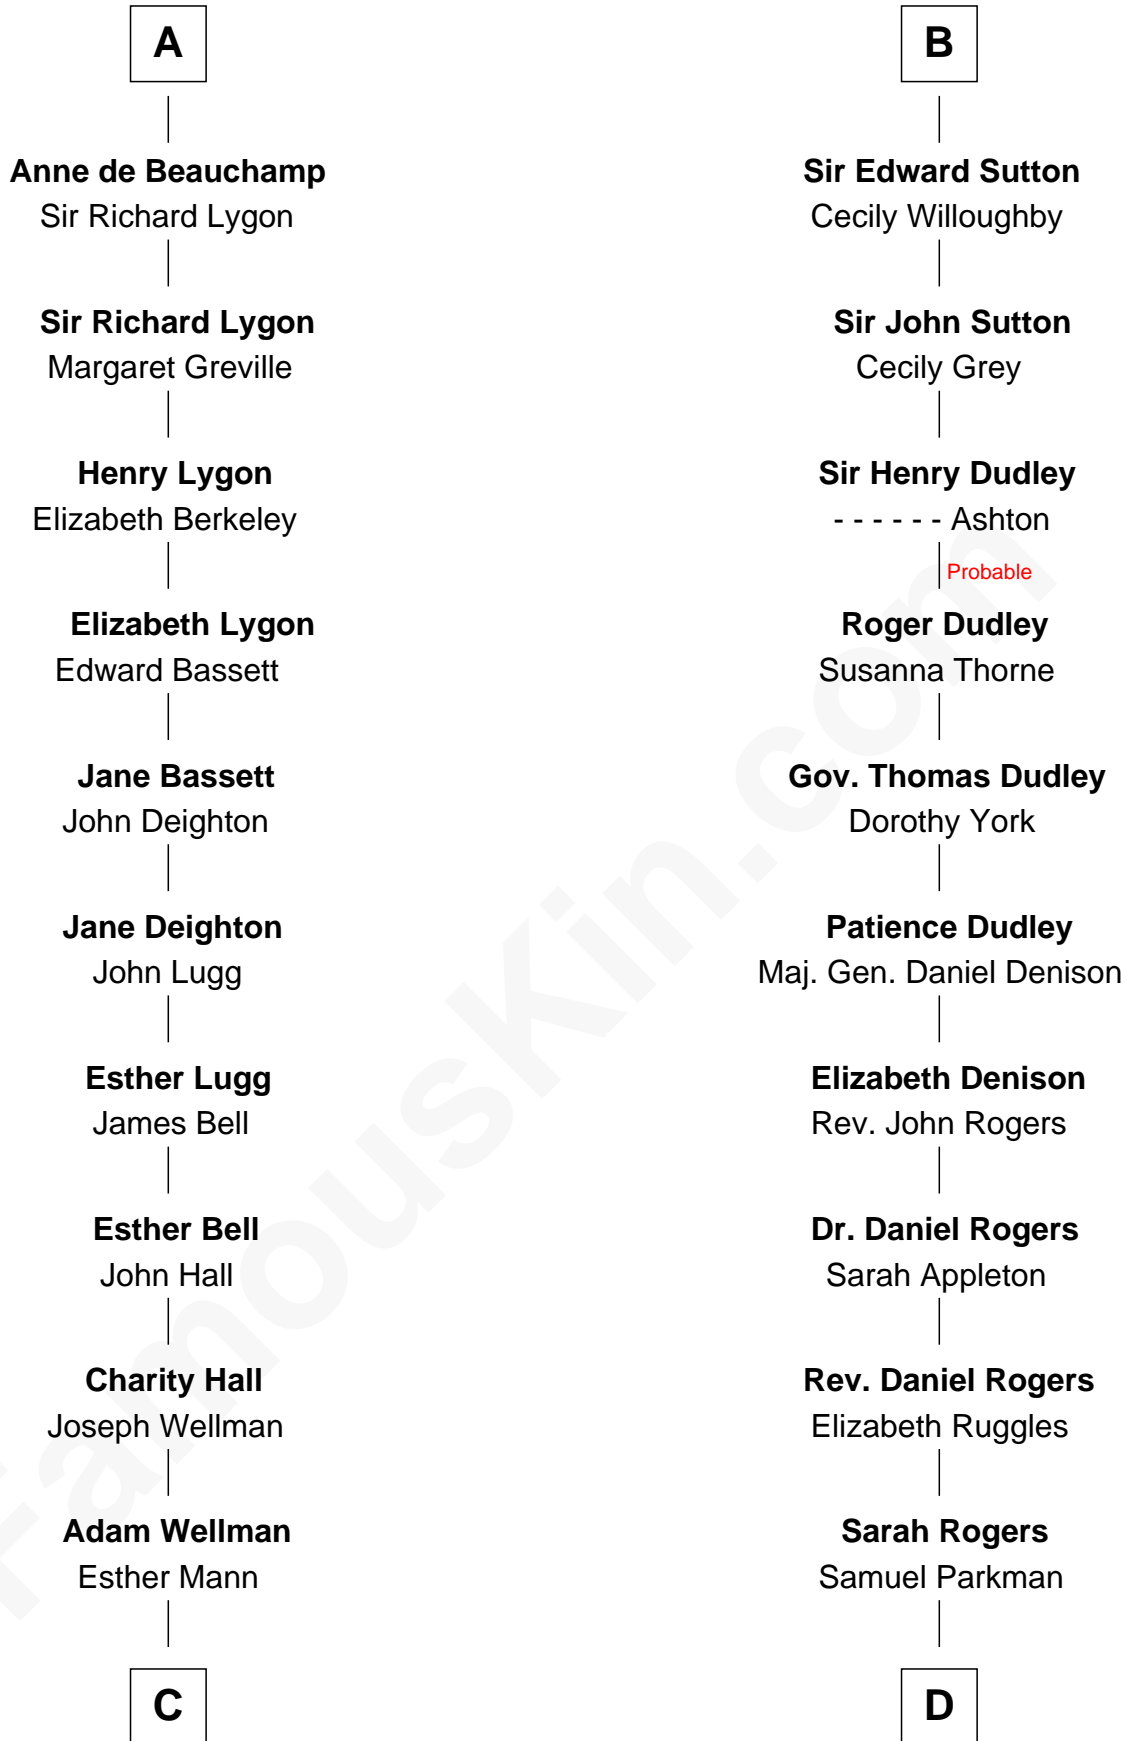 A
Anne de Beauchamp
Sir Richard Lygon
Sir Richard Lygon
Margaret Greville
Henry Lygon
Elizabeth Berkeley
Elizabeth Lygon
Edward Bassett
Jane Bassett
John Deighton
Jane Deighton
John Lugg
Esther Lugg
James Bell
Esther Bell
John Hall
Charity Hall
Joseph Wellman
Adam Wellman
Esther Mann
C
B
Sir Edward Sutton
Cecily Willoughby
Sir John Sutton
Cecily Grey
Sir Henry Dudley
- - - - - - Ashton
Probable
Roger Dudley
Susanna Thorne
Gov. Thomas Dudley
Dorothy York
Patience Dudley
Maj. Gen. Daniel Denison
Elizabeth Denison
Rev. John Rogers
Dr. Daniel Rogers
Sarah Appleton
Rev. Daniel Rogers
Elizabeth Ruggles
Sarah Rogers
Samuel Parkman
D
FamousKin.com